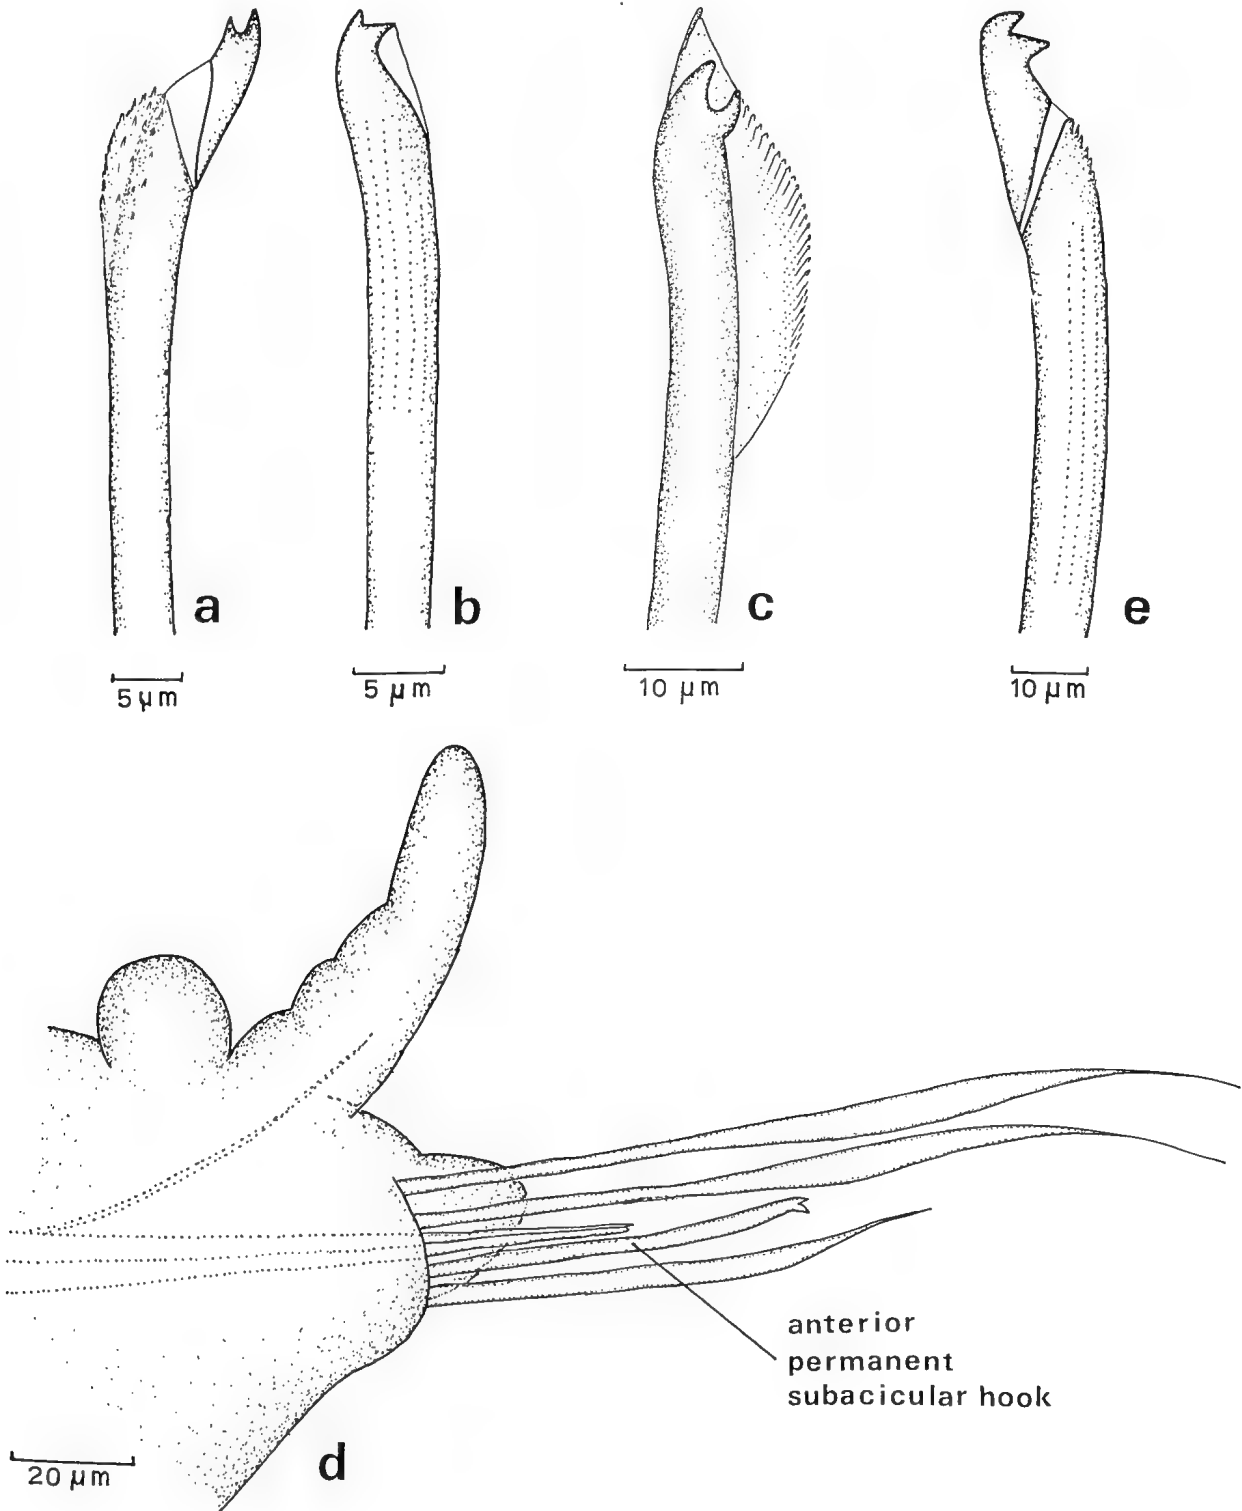 a
b
c
e
5 μm
5 μm
10 μm
10 μm
anterior
permanent
subacicular hook
d
20 μm